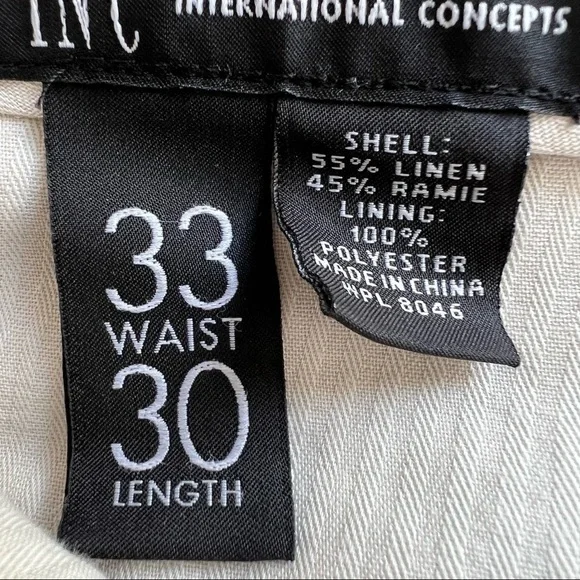 INC
INTERNATIONAL CONCEPTS
33
WAIST
30
LENGTH
SHELL:
55% LINEN
45% RAMIE
LINING:
100%
POLYESTER
MADE IN CHINA
WPL 8046